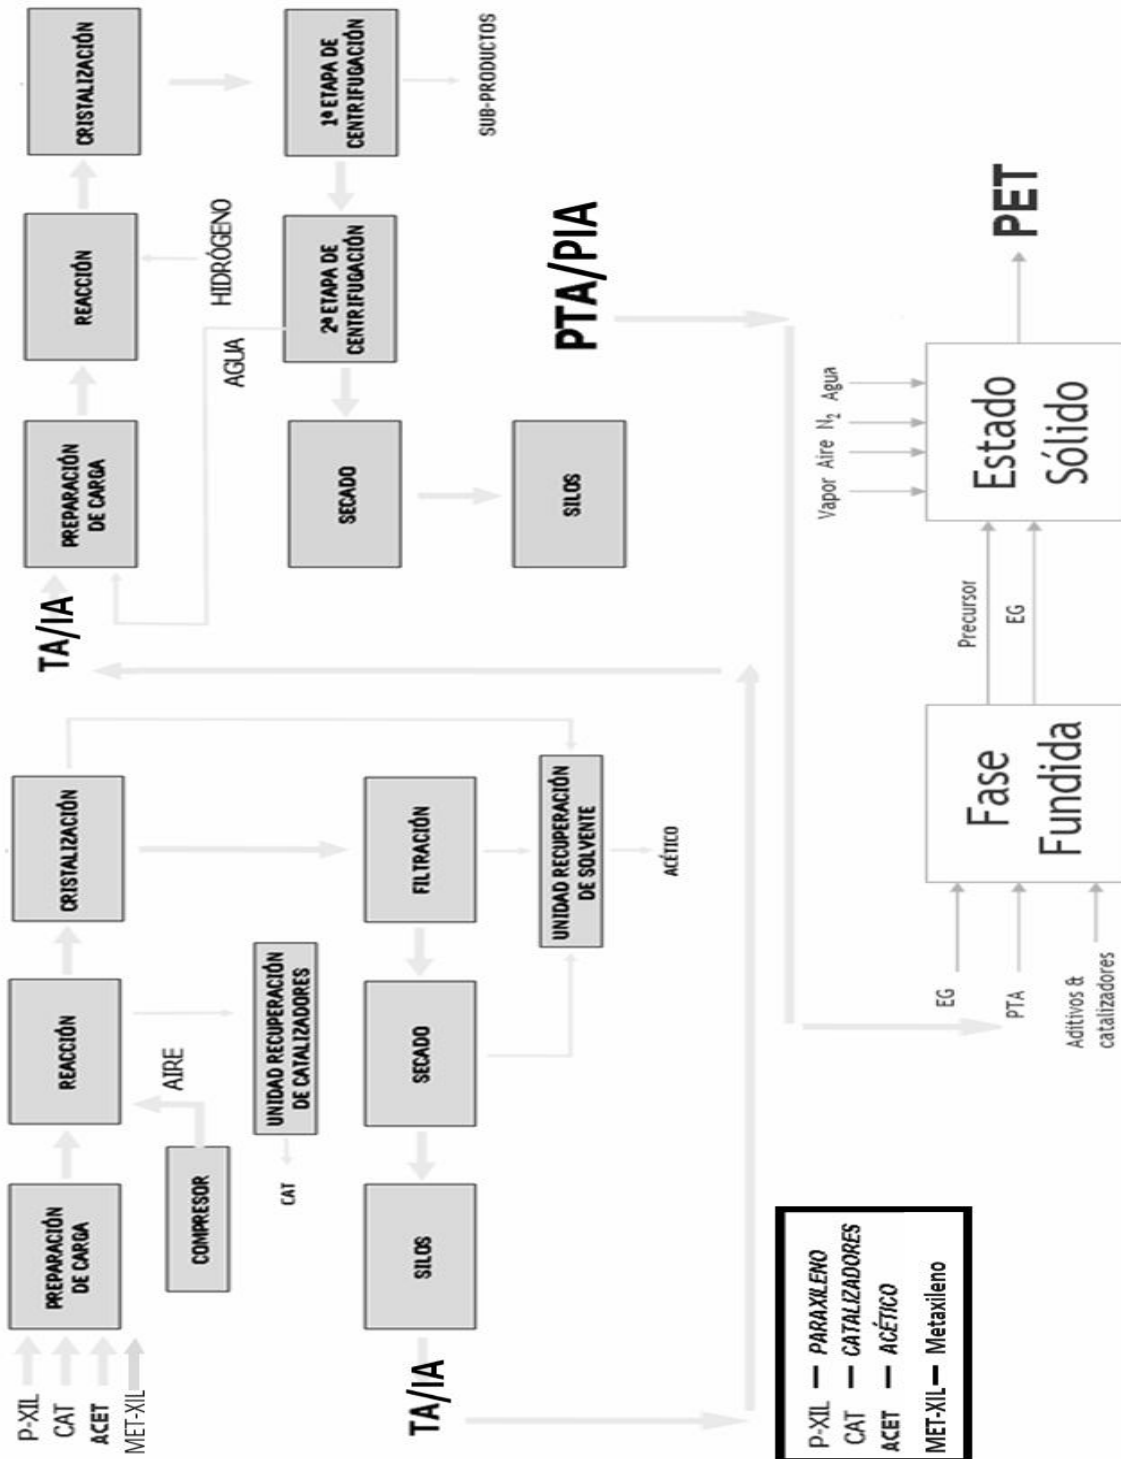 P-XIL
CAT
ACET
MET-XIL
PREPARACIÓN
DE CARGA
REACCIÓN
CRISTALIZACIÓN
COMPRESOR
AIRE
UNIDAD RECUPERACIÓN
DE CATALIZADORES
CAT
SILOS
SECADO
FILTRACIÓN
UNIDAD RECUPERACIÓN
DE SOLVENTE
ACÉTICO
TA/IA
TA/IA
PREPARACIÓN
DE CARGA
REACCIÓN
CRISTALIZACIÓN
AGUA
HIDRÓGENO
SECADO
2ª ETAPA DE
CENTRIFUGACIÓN
1ª ETAPA DE
CENTRIFUGACIÓN
SUB-PRODUCTOS
SILOS
PTA/PIA
P-XIL — PARAXILENO
CAT — CATALIZADORES
ACET — ACÉTICO
MET-XIL — Metaxileno
EG
PTA
Aditivos &
catalizadores
Fase
Fundida
Precursor
EG
Vapor
Aire
N₂
Agua
Estado
Sólido
PET